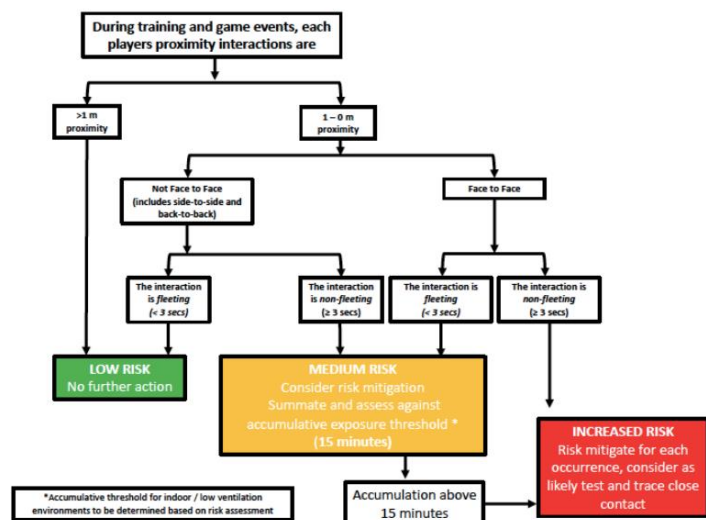 During training and game events, each
players proximity interactions are
>1 m
proximity
1 – 0 m
proximity
Not Face to Face
(includes side-to-side and
back-to-back)
Face to Face
The interaction
is fleeting
(< 3 secs)
The interaction
is non-fleeting
(≥ 3 secs)
The interaction is
fleeting
(< 3 secs)
The interaction is
non-fleeting
(≥ 3 secs)
LOW RISK
No further action
MEDIUM RISK
Consider risk mitigation
Summate and assess against
accumulative exposure threshold *
(15 minutes)
INCREASED RISK
Risk mitigate for each
occurrence, consider as
likely test and trace close
contact
*Accumulative threshold for indoor / low ventilation
environments to be determined based on risk assessment
Accumulation above
15 minutes